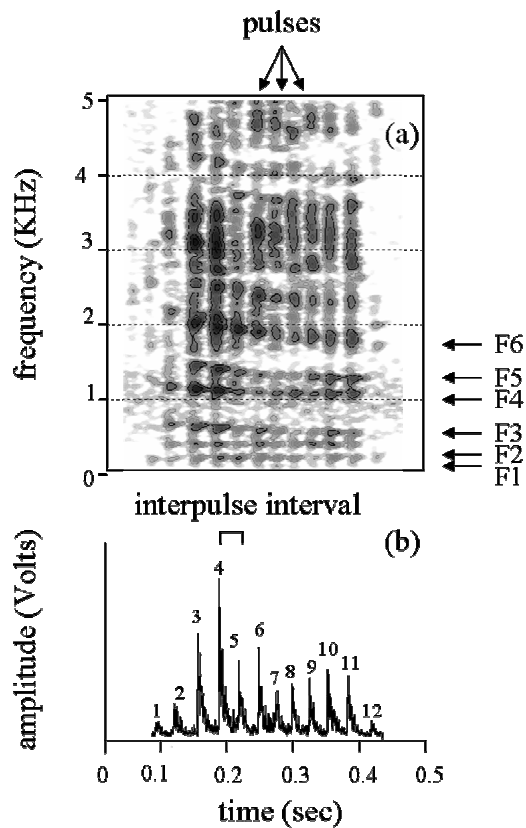 pulses
5
(a)
4
3
2
1
0
frequency (KHz)
F6
F5
F4
F3
F2
F1
interpulse interval
(b)
amplitude (Volts)
1
2
3
4
5
6
7
8
9
10
11
12
0 0.1 0.2 0.3 0.4 0.5
time (sec)